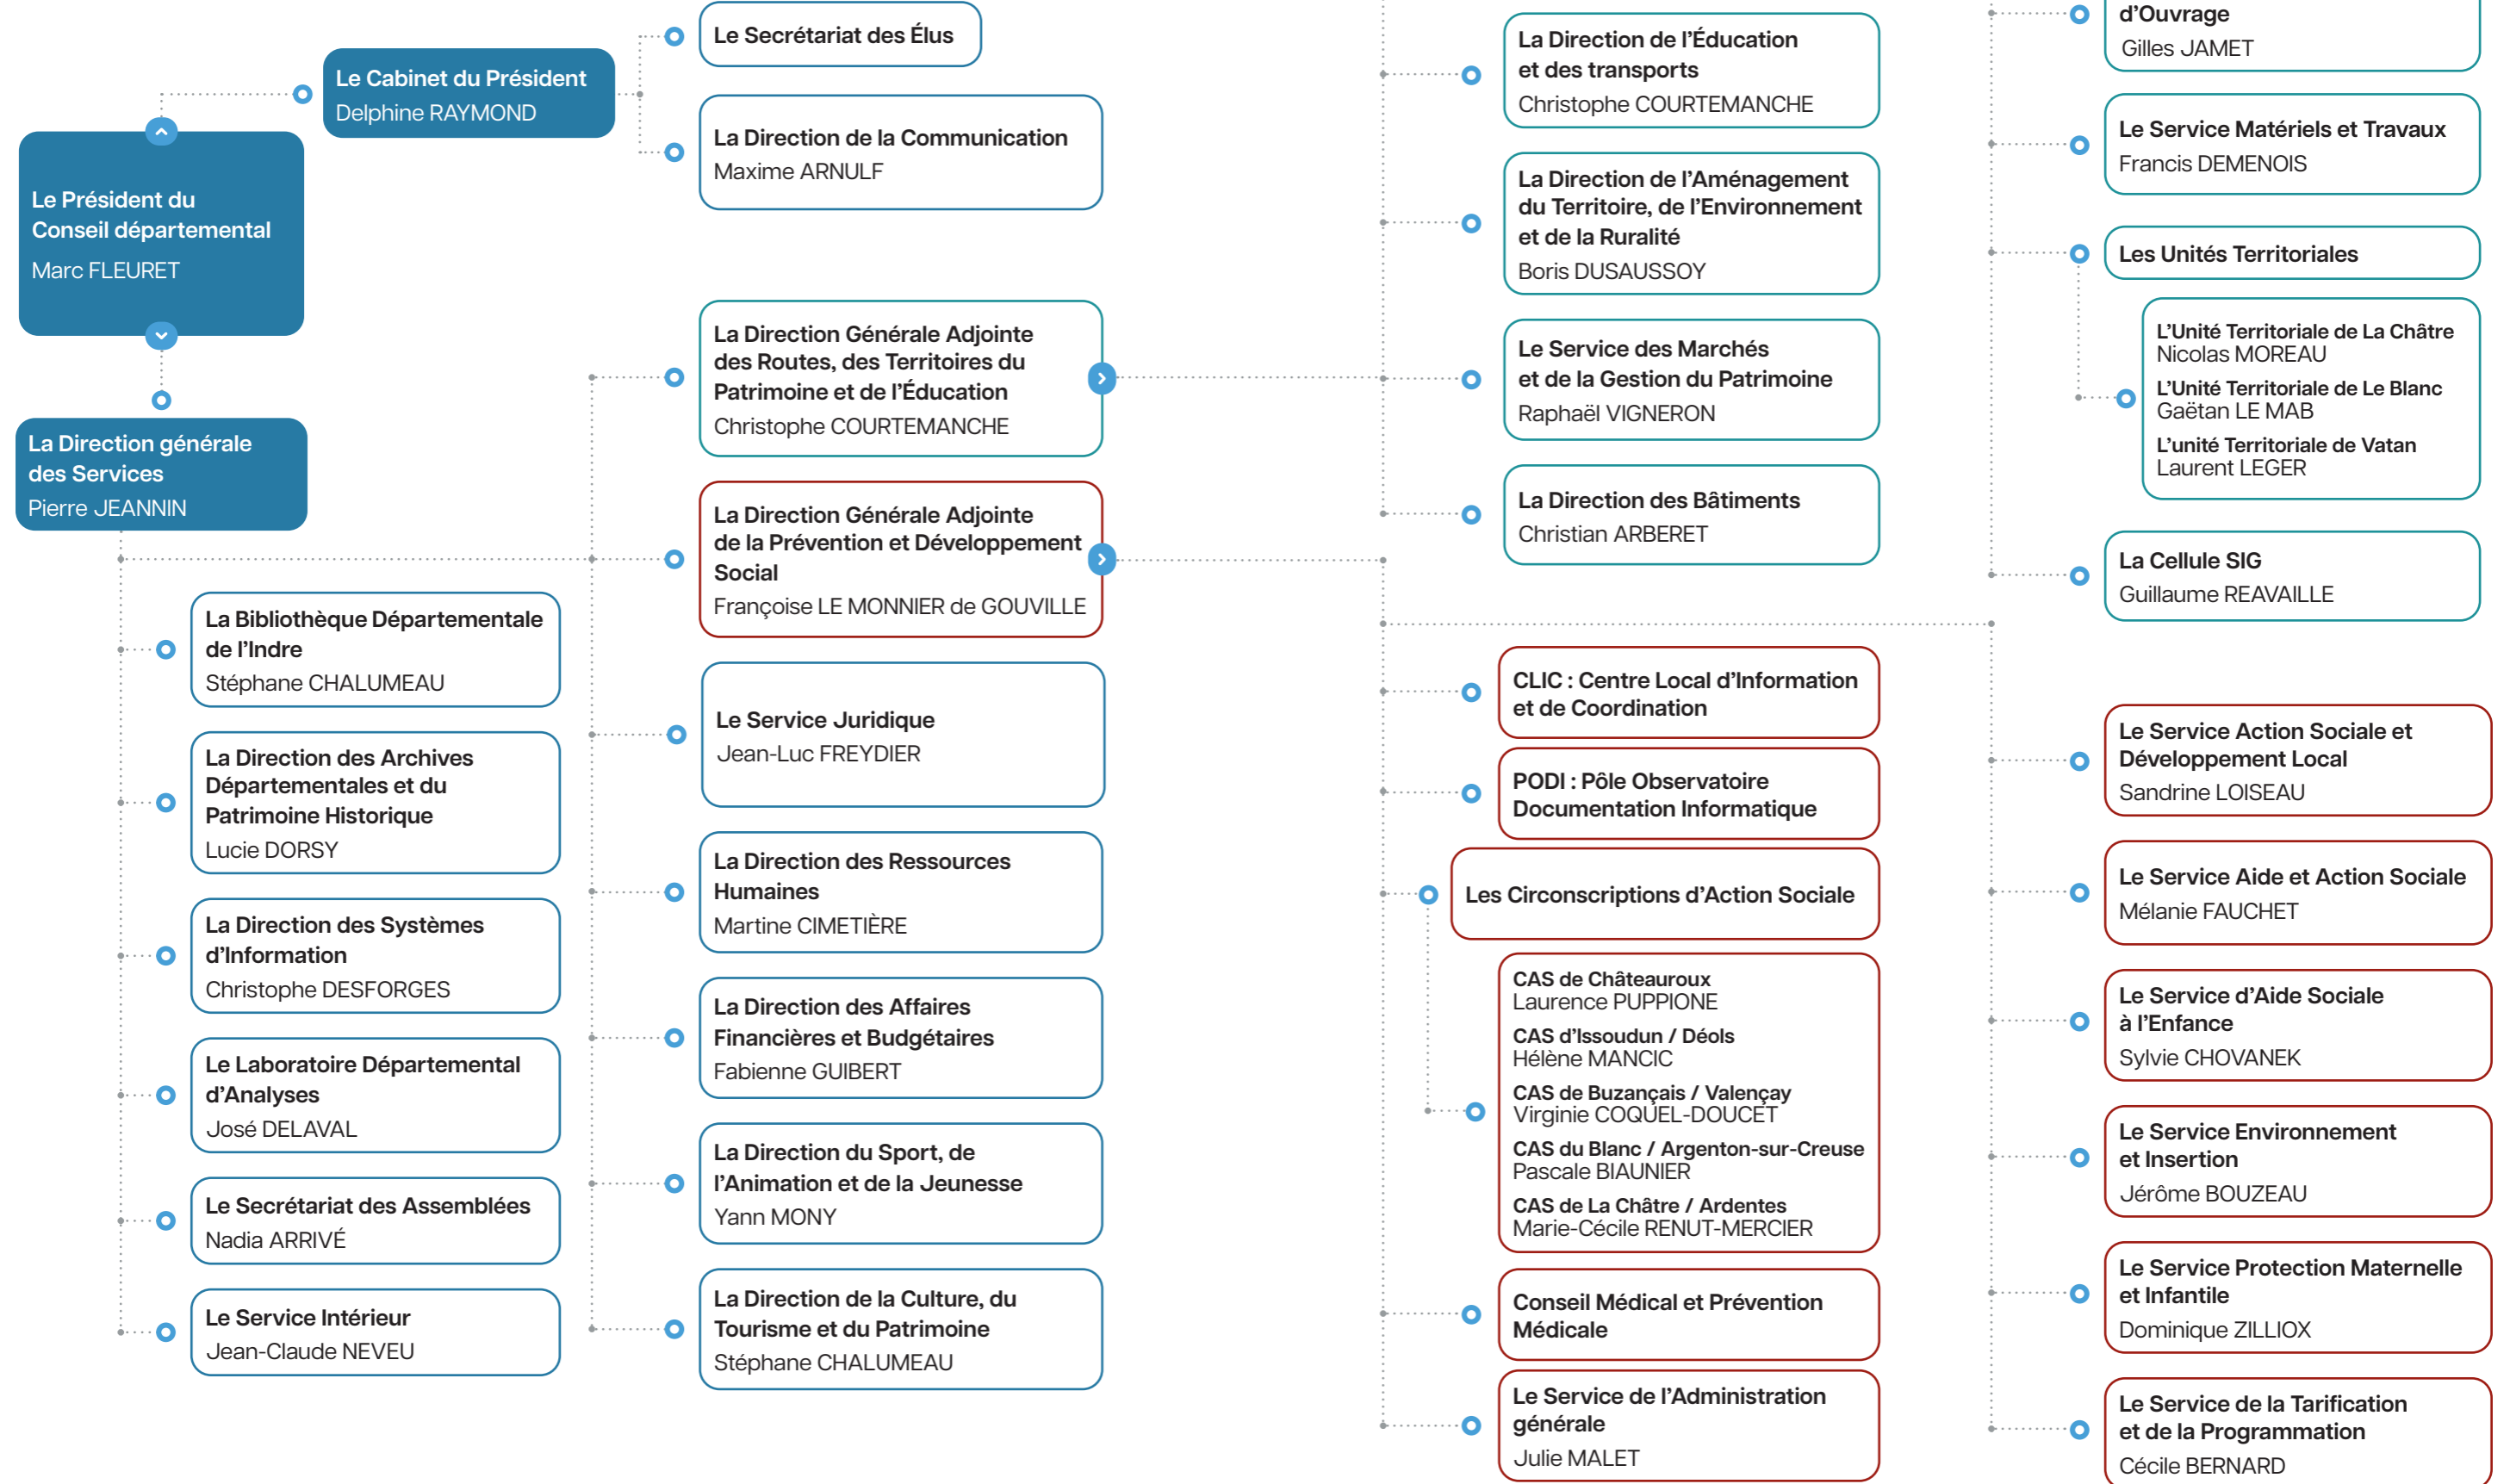 Le Secrétariat des Élus
Le Cabinet du Président
Delphine RAYMOND
La Direction de la Communication
Maxime ARNULF
Le Président du
Conseil départemental
Marc FLEURET
La Direction générale
des Services
Pierre JEANNIN
La Bibliothèque Départementale
de l'Indre
Stéphane CHALUMEAU
La Direction des Archives
Départementales et du
Patrimoine Historique
Lucie DORSY
La Direction des Systèmes
d'Information
Christophe DESFORGES
Le Laboratoire Départemental
d'Analyses
José DELAVAL
Le Secrétariat des Assemblées
Nadia ARRIVÉ
Le Service Intérieur
Jean-Claude NEVEU
La Direction Générale Adjointe
des Routes, des Territoires du
Patrimoine et de l'Éducation
Christophe COURTEMANCHE
La Direction Générale Adjointe
de la Prévention et Développement
Social
Françoise LE MONNIER de GOUVILLE
Le Service Juridique
Jean-Luc FREYDIER
La Direction des Ressources
Humaines
Martine CIMETIÈRE
La Direction des Affaires
Financières et Budgétaires
Fabienne GUIBERT
La Direction du Sport, de
l'Animation et de la Jeunesse
Yann MONY
La Direction de la Culture, du
Tourisme et du Patrimoine
Stéphane CHALUMEAU
La Direction de l'Éducation
et des transports
Christophe COURTEMANCHE
La Direction de l'Aménagement
du Territoire, de l'Environnement
et de la Ruralité
Boris DUSAUSSOY
Le Service des Marchés
et de la Gestion du Patrimoine
Raphaël VIGNERON
La Direction des Bâtiments
Christian ARBERET
CLIC : Centre Local d'Information
et de Coordination
PODI : Pôle Observatoire
Documentation Informatique
Les Circonscriptions d'Action Sociale
CAS de Châteauroux
Laurence PUPPIONE
CAS d'Issoudun / Déols
Hélène MANCIC
CAS de Buzançais / Valençay
Virginie COQUEL-DOUCET
CAS du Blanc / Argenton-sur-Creuse
Pascale BIAUNIER
CAS de La Châtre / Ardentes
Marie-Cécile RENUT-MERCIER
Conseil Médical et Prévention
Médicale
Le Service de l'Administration
générale
Julie MALET
d'Ouvrage
Gilles JAMET
Le Service Matériels et Travaux
Francis DEMENOIS
Les Unités Territoriales
L'Unité Territoriale de La Châtre
Nicolas MOREAU
L'Unité Territoriale de Le Blanc
Gaëtan LE MAB
L'unité Territoriale de Vatan
Laurent LEGER
La Cellule SIG
Guillaume REAVAILLE
Le Service Action Sociale et
Développement Local
Sandrine LOISEAU
Le Service Aide et Action Sociale
Mélanie FAUCHET
Le Service d'Aide Sociale
à l'Enfance
Sylvie CHOVANEK
Le Service Environnement
et Insertion
Jérôme BOUZEAU
Le Service Protection Maternelle
et Infantile
Dominique ZILLIOX
Le Service de la Tarification
et de la Programmation
Cécile BERNARD